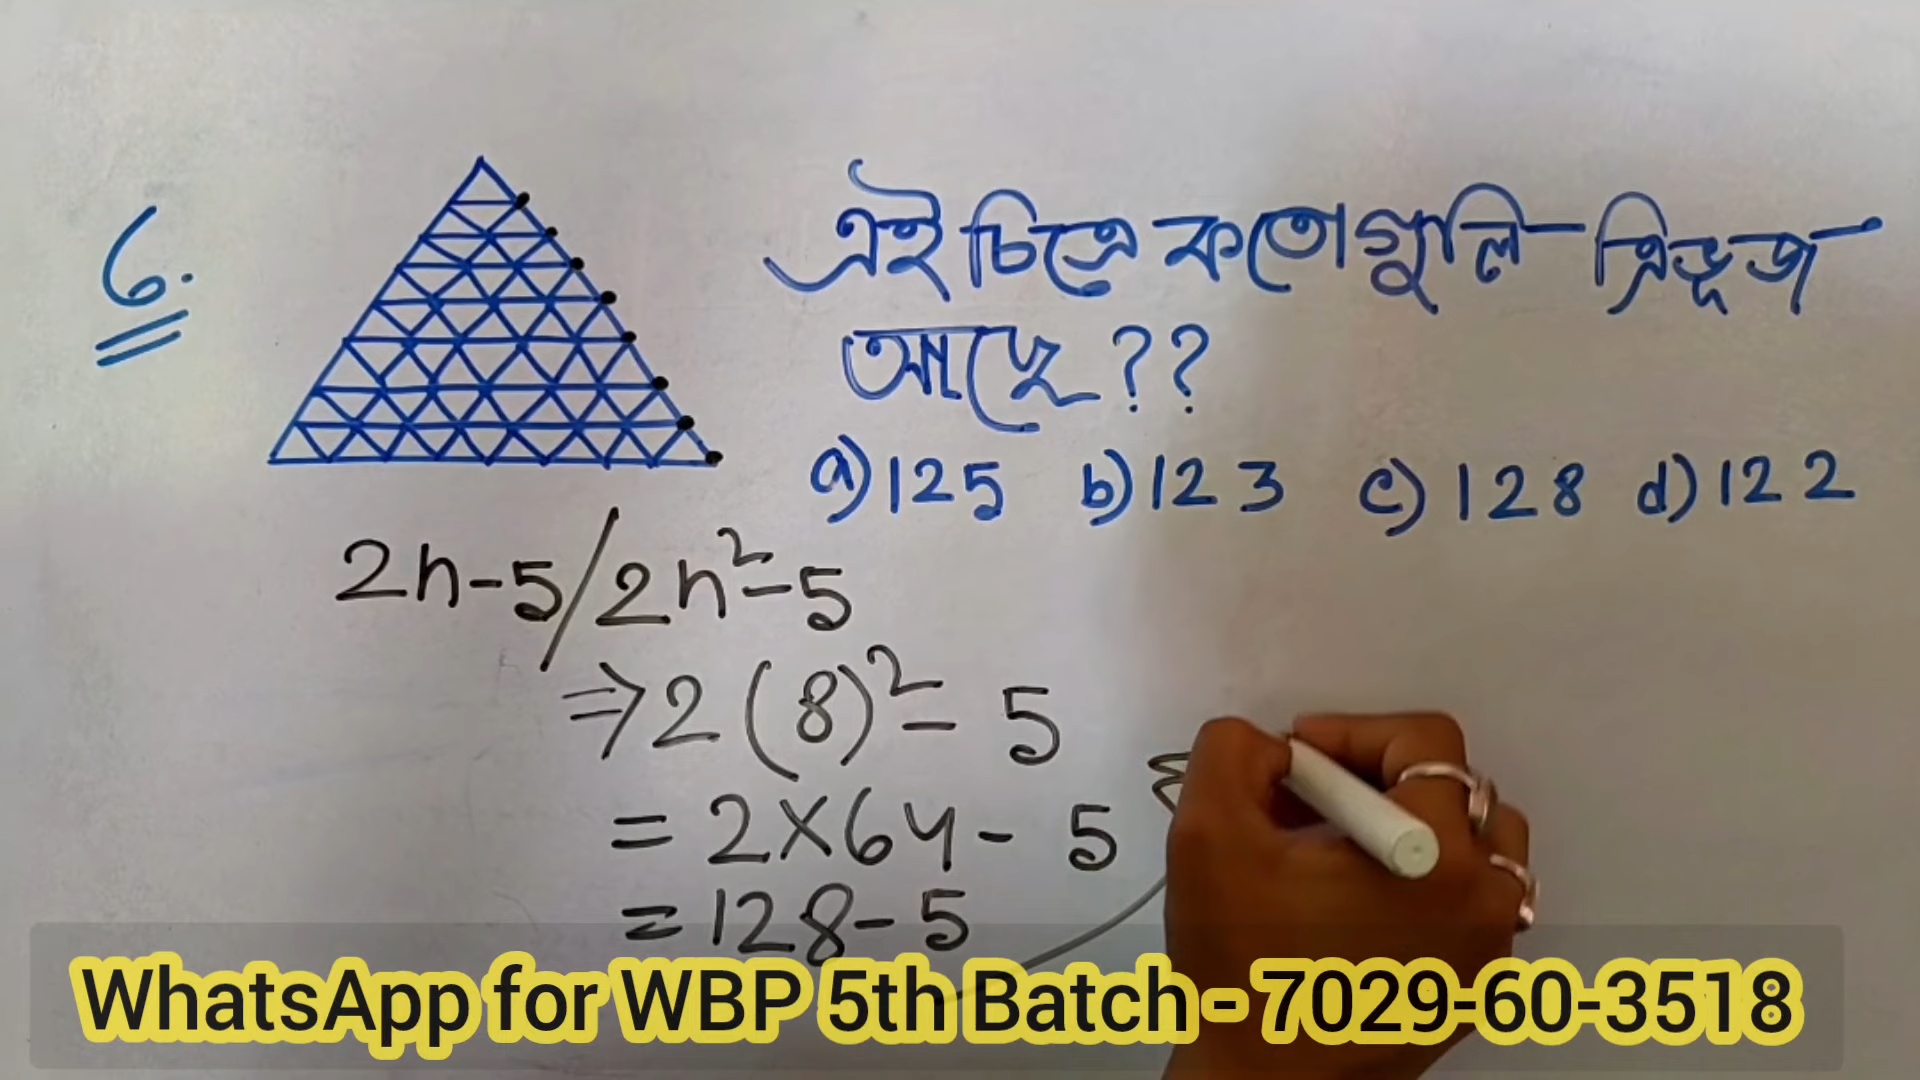 6.
এই চিত্রে কতোগুলি ত্রিভূজ
আছে ??
a) 125 b) 123 c) 128 d) 122
2n-5/2n²-5
⇒2(8)²- 5
= 2×64- 5
=128-5
WhatsApp for WBP 5th Batch - 7029-60-3518